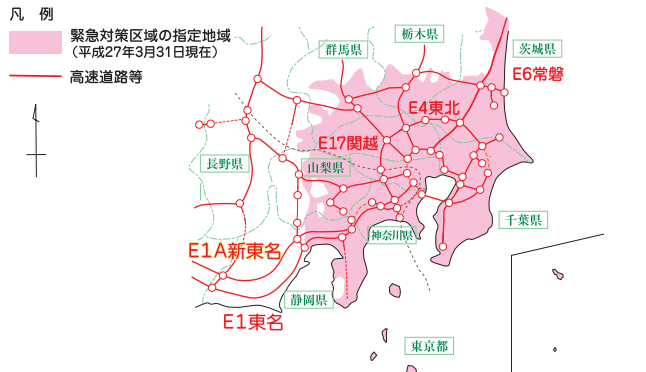 凡 例
緊急対策区域の指定地域
（平成27年3月31日現在）
高速道路等
栃木県
群馬県
茨城県
E6常磐
E4東北
E17関越
長野県
山梨県
千葉県
神奈川県
E1A新東名
静岡県
E1東名
東京都